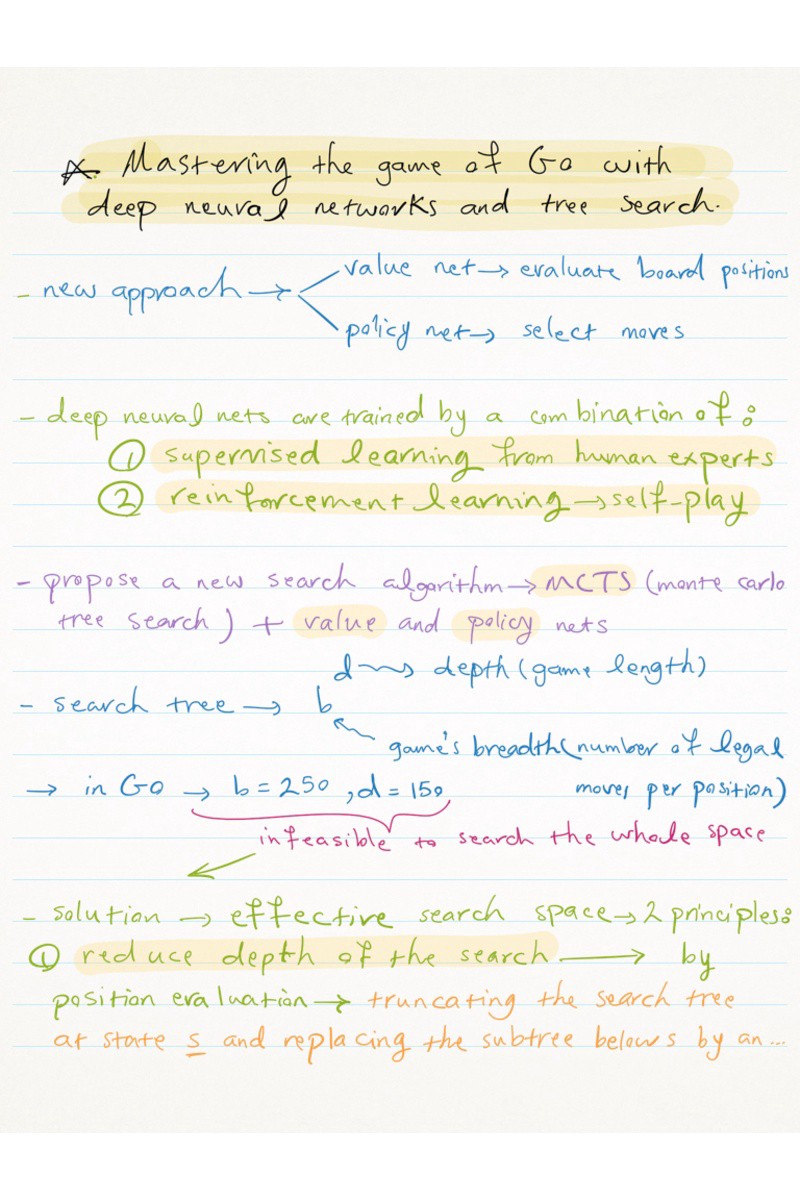 ☆ Mastering the game of Go with
deep neural networks and tree search.
- new approach → value net → evaluate board positions
policy net → select moves
- deep neural nets are trained by a combination of:
① supervised learning from human experts
② reinforcement learning → self-play
- propose a new search algorithm → MCTS (monte carlo
tree search) + value and policy nets
d → depth (game length)
- search tree → b
game's breadth (number of legal
moves per position)
→ in Go → b = 250 , d = 150
infeasible to search the whole space
- solution → effective search space → 2 principles:
① reduce depth of the search → by
position evaluation → truncating the search tree
at state s and replacing the subtree below s by an ...